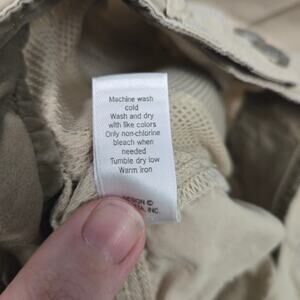 Machine wash
cold
Wash and dry
with like colors
Only non-chlorine
bleach when
needed
Tumble dry low
Warm iron
©
INC.